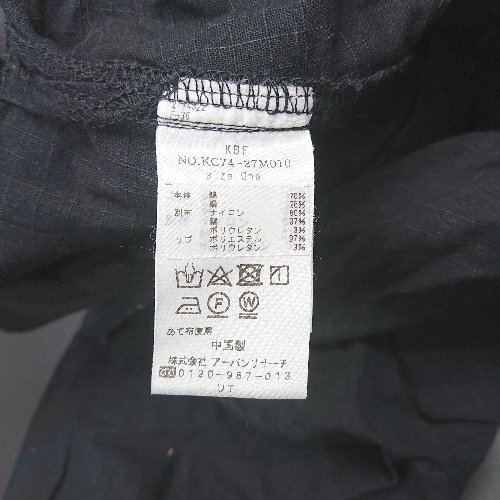 KBF
NO.KC74-27M010
size One
本体 綿
麻
別布 ナイロン 60%
綿 37%
ポリウレタン 3%
リブ ポリエステル 97%
ポリウレタン 3%
あて布使用
中国製
株式会社 アーバンリサーチ
0120-967-013
UT